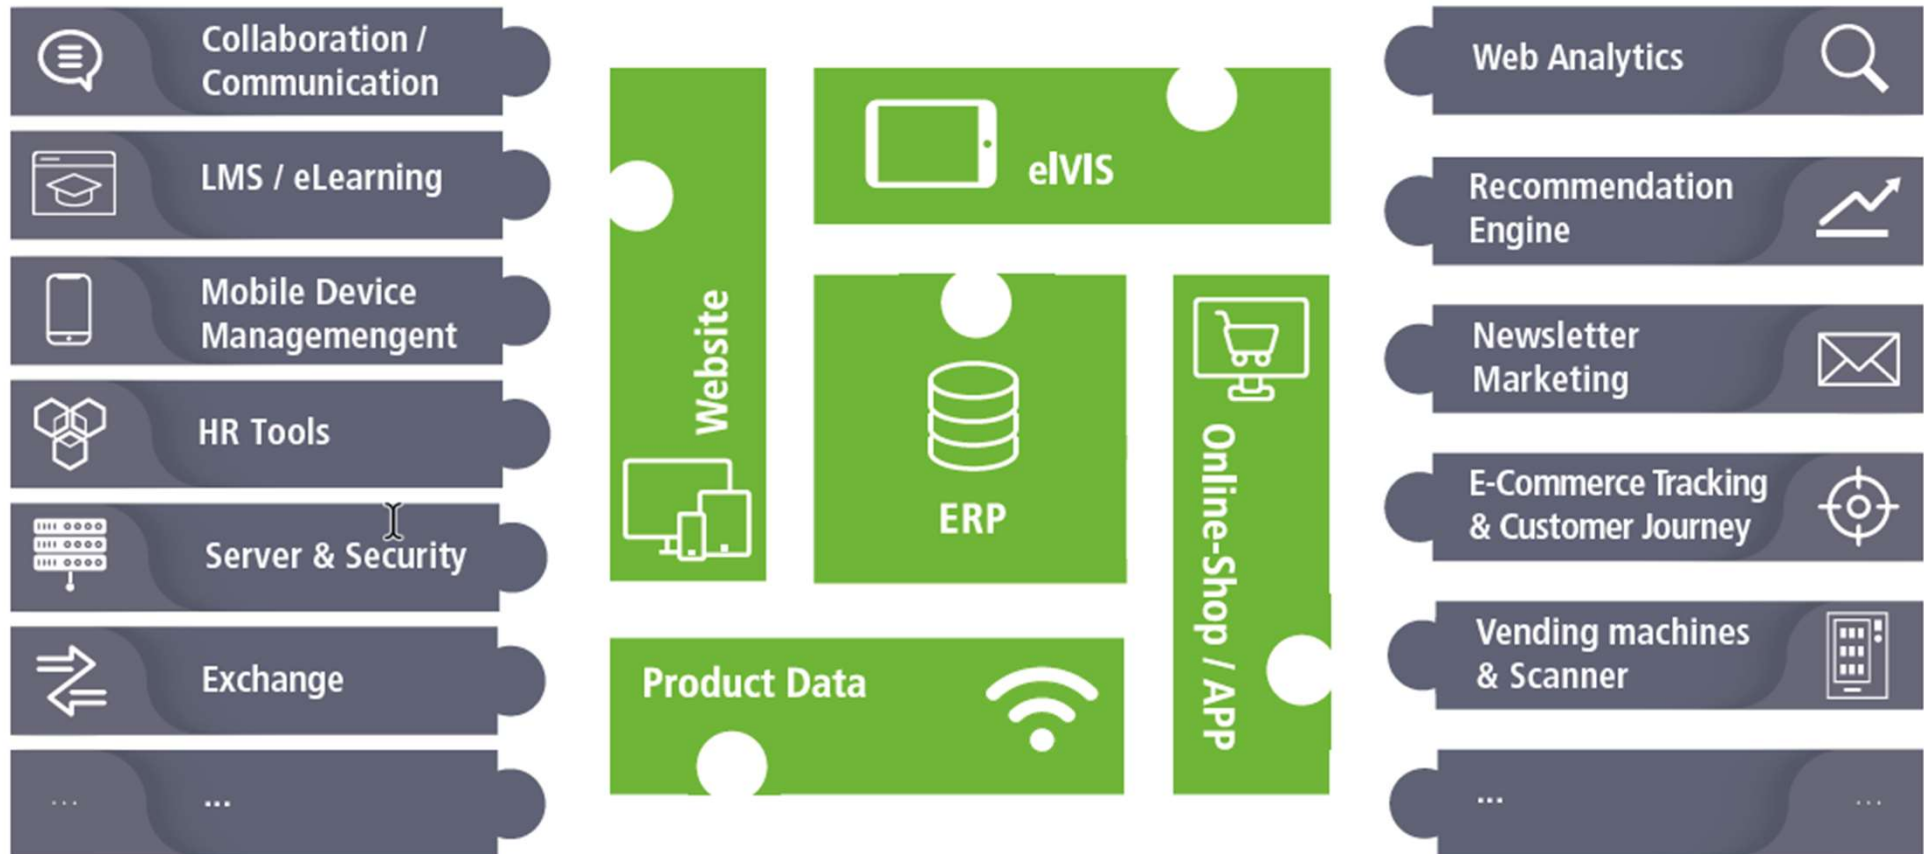 Collaboration /
Communication
LMS / eLearning
Mobile Device
Managemengent
HR Tools
Server & Security
Exchange
...
...
Website
elVIS
ERP
Online-Shop / APP
Product Data
Web Analytics
Recommendation
Engine
Newsletter
Marketing
E-Commerce Tracking
& Customer Journey
Vending machines
& Scanner
...
...